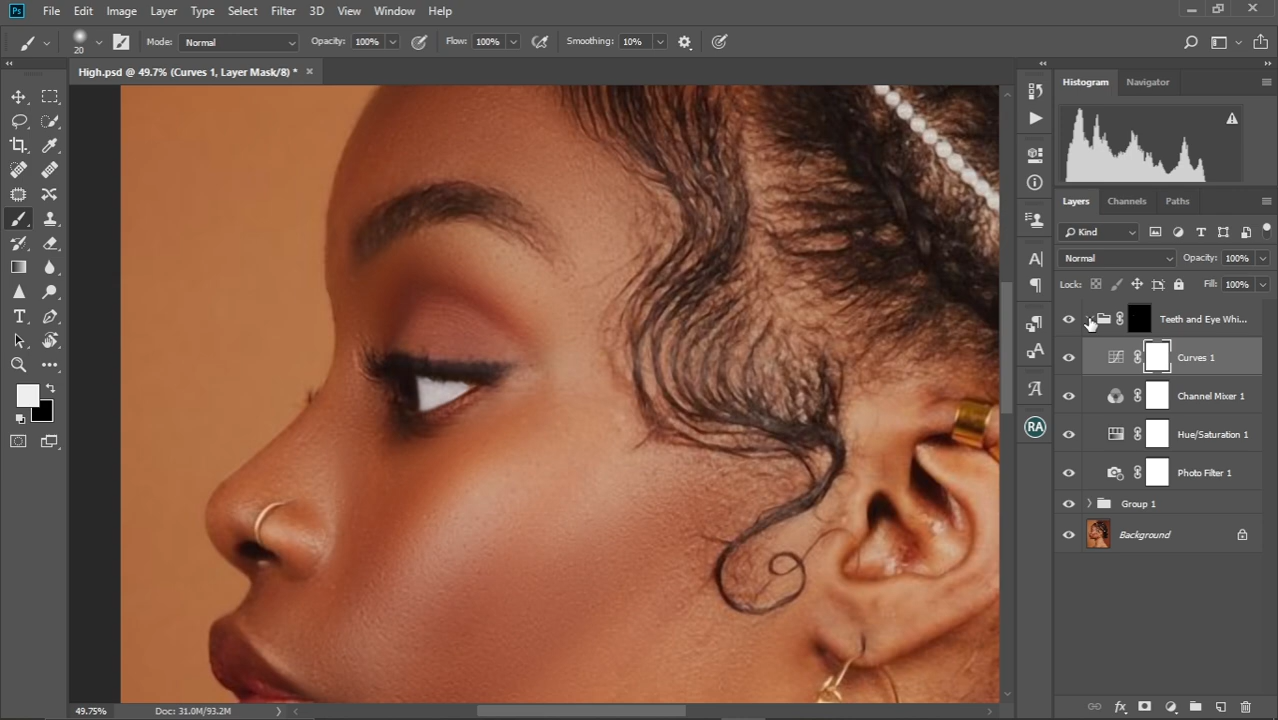 Ps File Edit Image Layer Type Select Filter 3D View Window Help
20 Mode: Normal Opacity: 100% Flow: 100% Smoothing: 10%
High.psd @ 49.7% (Curves 1, Layer Mask/8) * ×
Histogram Navigator
Layers Channels Paths
Kind
Normal Opacity: 100%
Lock: Fill: 100%
Teeth and Eye Whi...
Curves 1
Channel Mixer 1
Hue/Saturation 1
Photo Filter 1
Group 1
Background
RA
49.75% Doc: 31.0M/93.2M